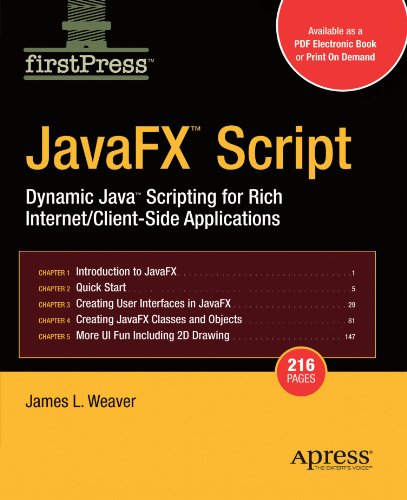 firstPress™
Available as a
PDF Electronic Book
or Print On Demand
JavaFX™ Script
Dynamic Java™ Scripting for Rich
Internet/Client-Side Applications
CHAPTER 1 Introduction to JavaFX 1
CHAPTER 2 Quick Start 5
CHAPTER 3 Creating User Interfaces in JavaFX 29
CHAPTER 4 Creating JavaFX Classes and Objects 81
CHAPTER 5 More UI Fun Including 2D Drawing 147
216
PAGES
James L. Weaver
Apress®
THE EXPERT'S VOICE™